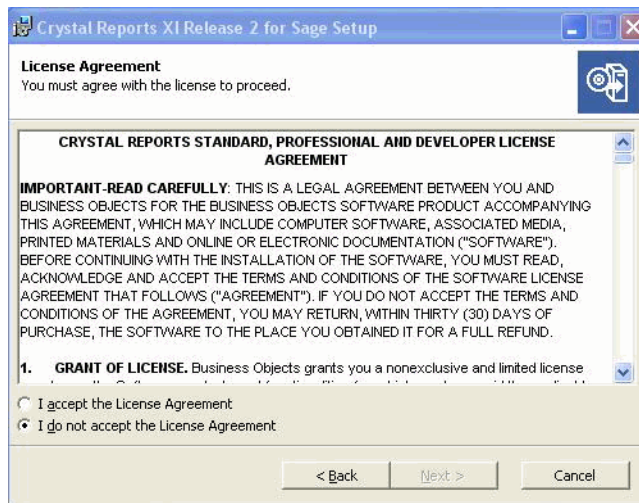 Crystal Reports XI Release 2 for Sage Setup
License Agreement
You must agree with the license to proceed.
CRYSTAL REPORTS STANDARD, PROFESSIONAL AND DEVELOPER LICENSE
AGREEMENT
IMPORTANT-READ CAREFULLY: THIS IS A LEGAL AGREEMENT BETWEEN YOU AND
BUSINESS OBJECTS FOR THE BUSINESS OBJECTS SOFTWARE PRODUCT ACCOMPANYING
THIS AGREEMENT, WHICH MAY INCLUDE COMPUTER SOFTWARE, ASSOCIATED MEDIA,
PRINTED MATERIALS AND ONLINE OR ELECTRONIC DOCUMENTATION ("SOFTWARE").
BEFORE CONTINUING WITH THE INSTALLATION OF THE SOFTWARE, YOU MUST READ,
ACKNOWLEDGE AND ACCEPT THE TERMS AND CONDITIONS OF THE SOFTWARE LICENSE
AGREEMENT THAT FOLLOWS ("AGREEMENT"). IF YOU DO NOT ACCEPT THE TERMS AND
CONDITIONS OF THE AGREEMENT, YOU MAY RETURN, WITHIN THIRTY (30) DAYS OF
PURCHASE, THE SOFTWARE TO THE PLACE YOU OBTAINED IT FOR A FULL REFUND.
1. GRANT OF LICENSE. Business Objects grants you a nonexclusive and limited license
I accept the License Agreement
I do not accept the License Agreement
< Back Next > Cancel